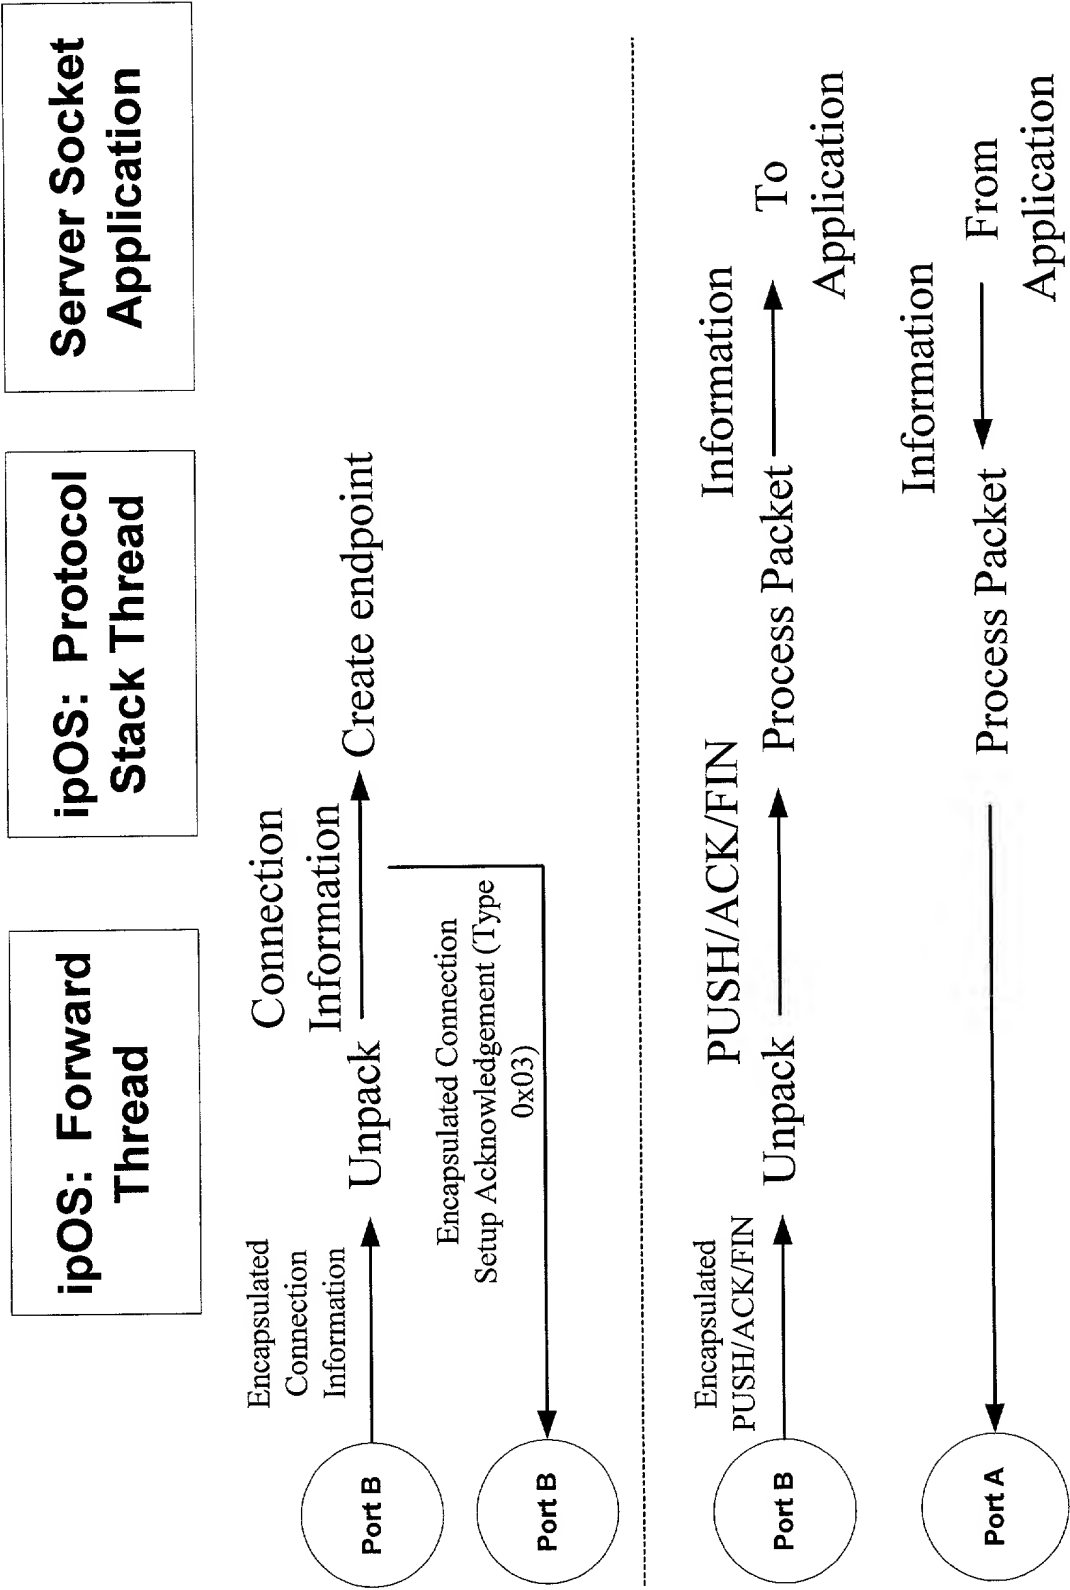 ipOS: Forward
Thread
ipOS: Protocol
Stack Thread
Server Socket
Application
Encapsulated
Connection
Information
Port B
Unpack
Connection
Information
Create endpoint
Encapsulated Connection
Setup Acknowledgement (Type
0x03)
Port B
Encapsulated
PUSH/ACK/FIN
Port B
Unpack
PUSH/ACK/FIN
Process Packet
Information
To
Application
Port A
Process Packet
Information
From
Application